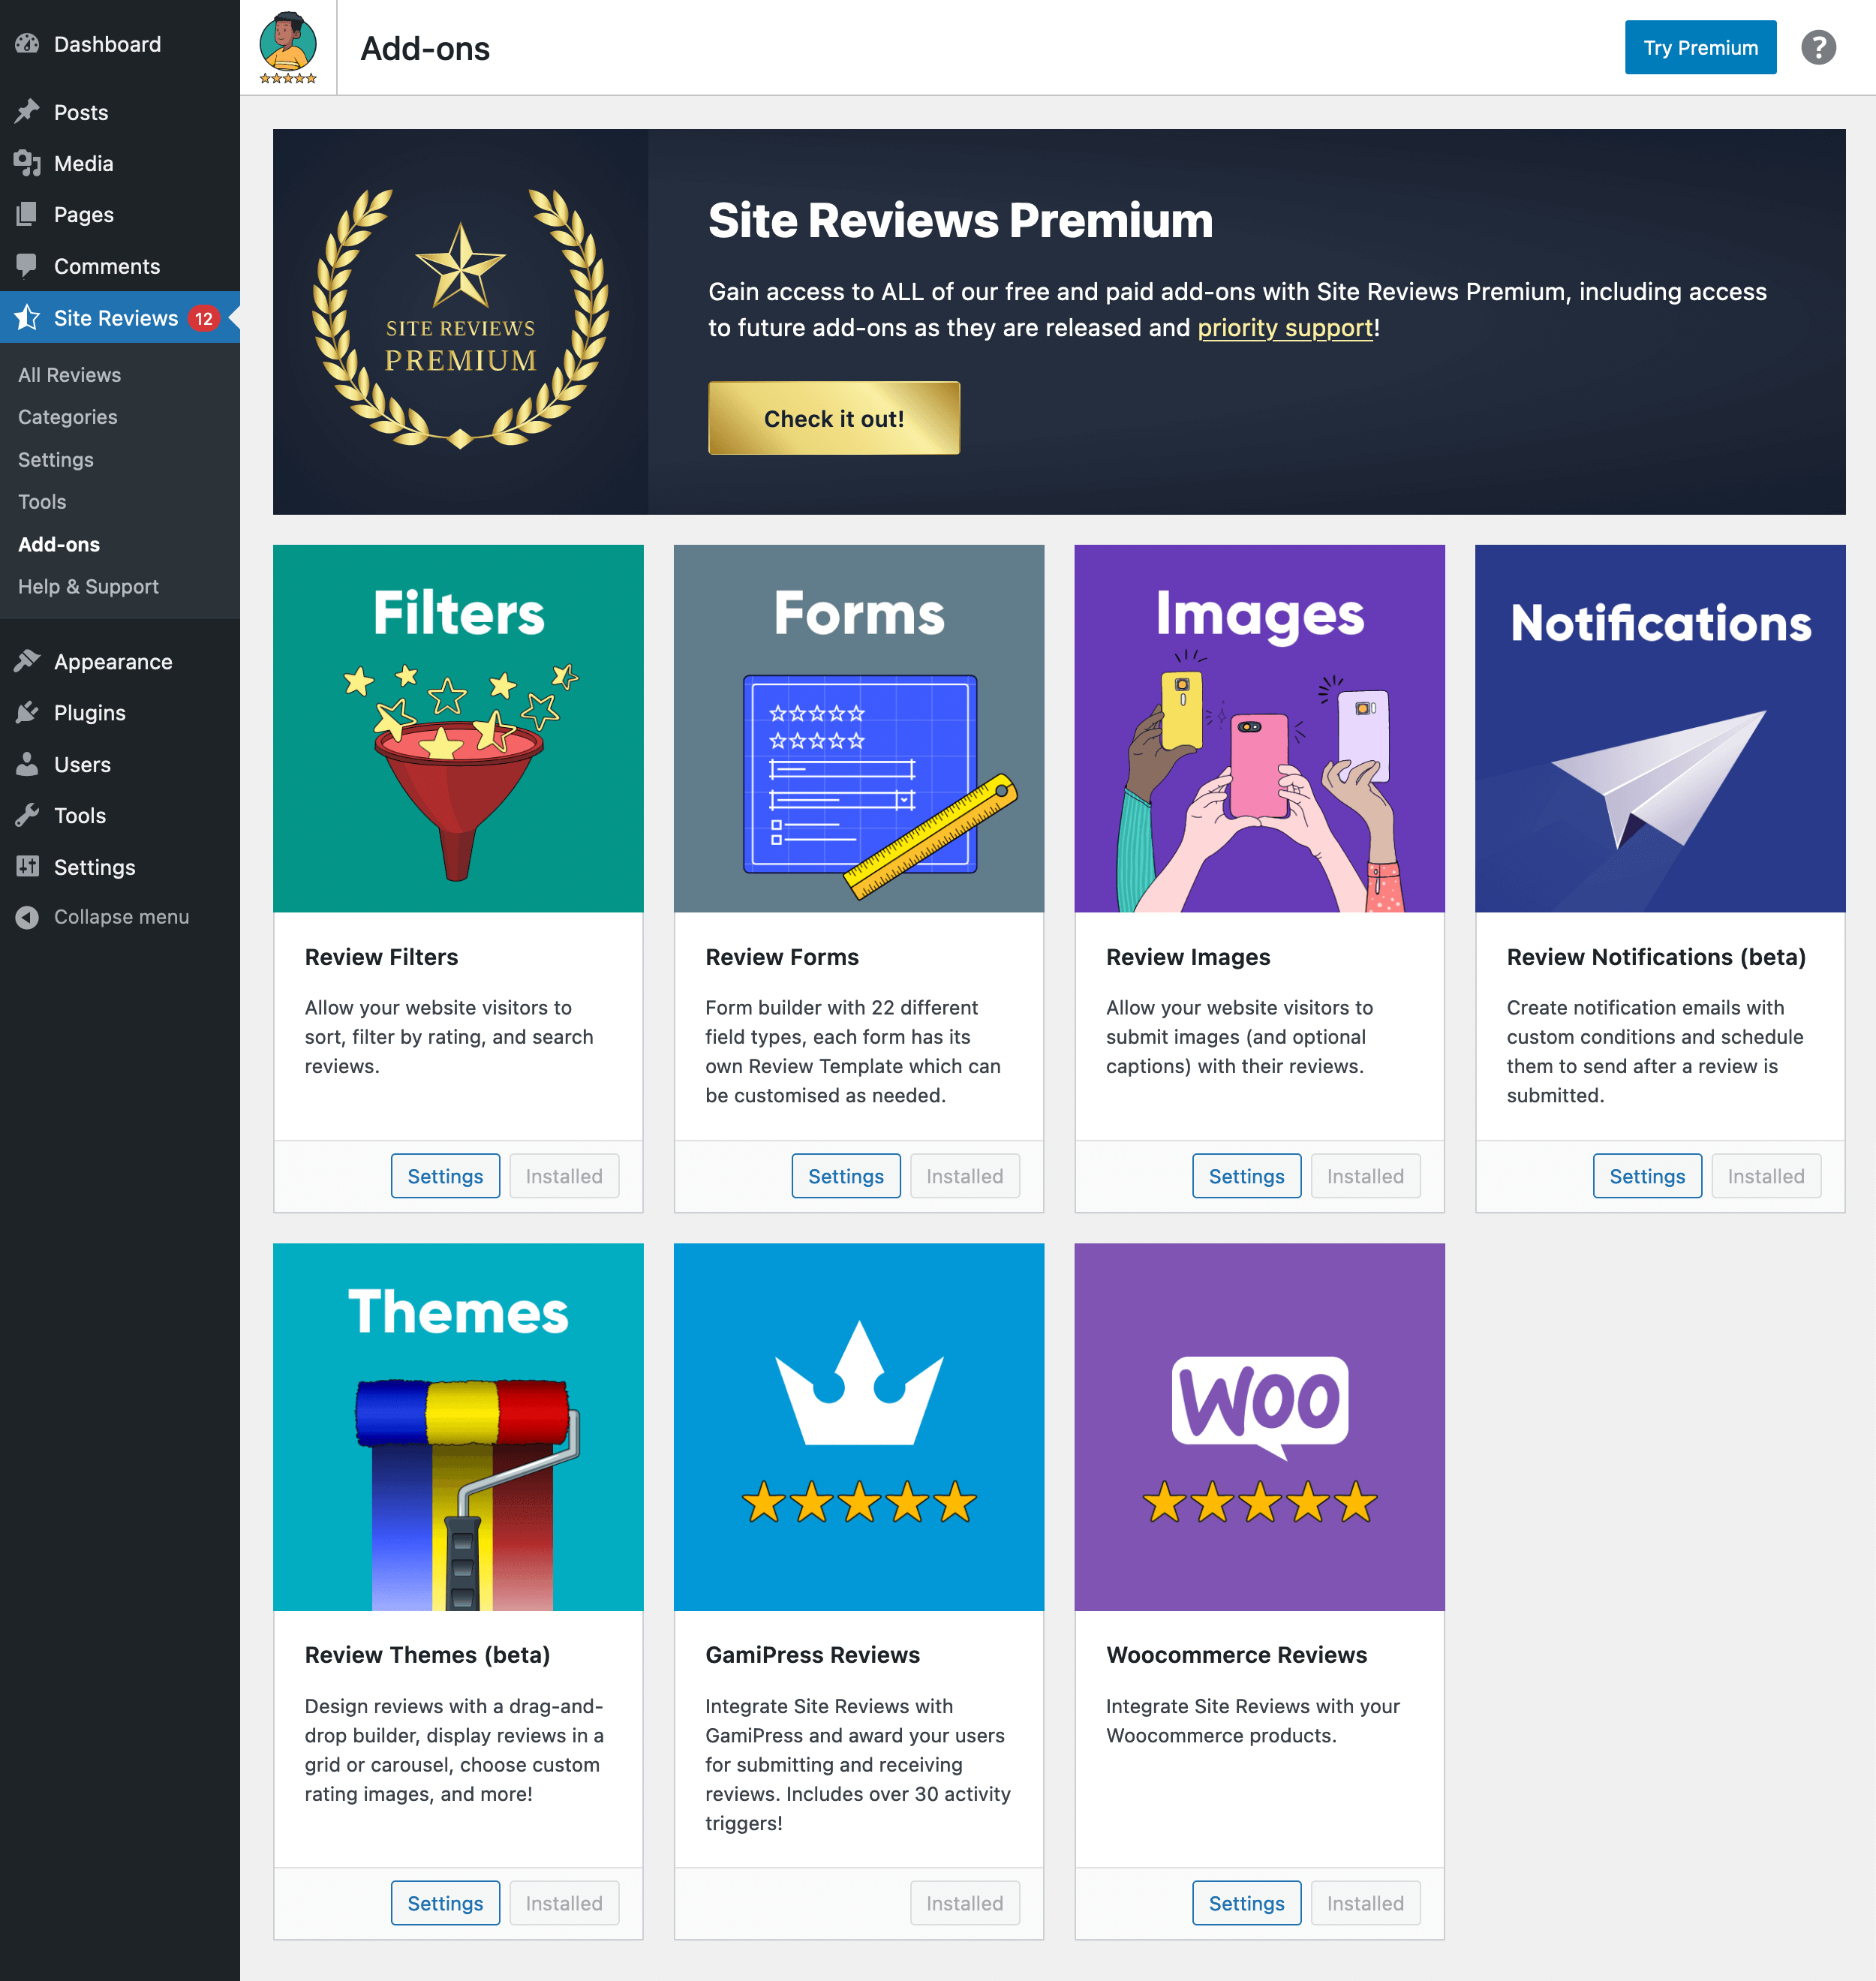 Dashboard
Posts
Media
Pages
Comments
Site Reviews 12
All Reviews
Categories
Settings
Tools
Add-ons
Help & Support
Appearance
Plugins
Users
Tools
Settings
Collapse menu
Add-ons
Try Premium
?
SITE REVIEWS
PREMIUM
Site Reviews Premium
Gain access to ALL of our free and paid add-ons with Site Reviews Premium, including access
to future add-ons as they are released and priority support!
Check it out!
Filters
Review Filters
Allow your website visitors to
sort, filter by rating, and search
reviews.
Settings Installed
Forms
Review Forms
Form builder with 22 different
field types, each form has its
own Review Template which can
be customised as needed.
Settings Installed
Images
Review Images
Allow your website visitors to
submit images (and optional
captions) with their reviews.
Settings Installed
Notifications
Review Notifications (beta)
Create notification emails with
custom conditions and schedule
them to send after a review is
submitted.
Settings Installed
Themes
Review Themes (beta)
Design reviews with a drag-and-
drop builder, display reviews in a
grid or carousel, choose custom
rating images, and more!
Settings Installed
GamiPress Reviews
Integrate Site Reviews with
GamiPress and award your users
for submitting and receiving
reviews. Includes over 30 activity
triggers!
Installed
Woo
Woocommerce Reviews
Integrate Site Reviews with your
Woocommerce products.
Settings Installed